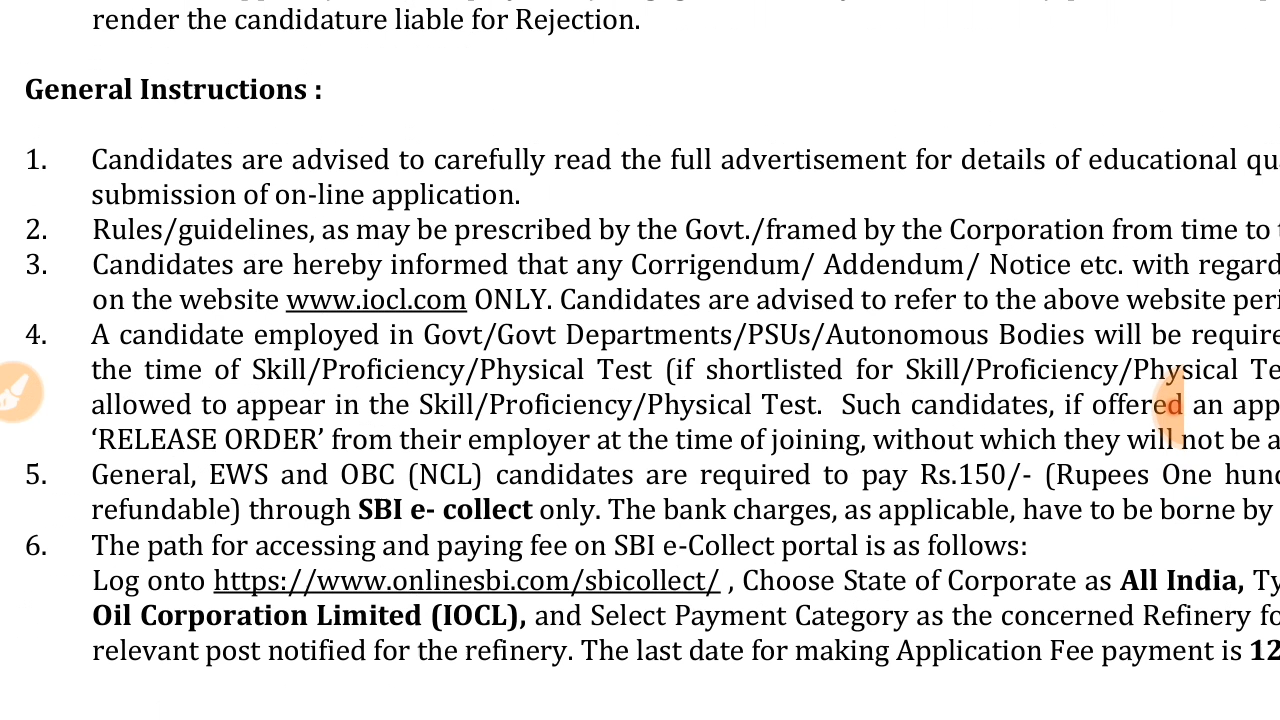 render the candidature liable for Rejection.
General Instructions :
1. Candidates are advised to carefully read the full advertisement for details of educational
submission of on-line application.
2. Rules/guidelines, as may be prescribed by the Govt./framed by the Corporation from time to
3. Candidates are hereby informed that any Corrigendum/ Addendum/ Notice etc. with regard
on the website www.iocl.com ONLY. Candidates are advised to refer to the above website
4. A candidate employed in Govt/Govt Departments/PSUs/Autonomous Bodies will be
the time of Skill/Proficiency/Physical Test (if shortlisted for Skill/Proficiency/Physical
allowed to appear in the Skill/Proficiency/Physical Test. Such candidates, if offered an
‘RELEASE ORDER’ from their employer at the time of joining, without which they will not be
5. General, EWS and OBC (NCL) candidates are required to pay Rs.150/- (Rupees One
refundable) through SBI e- collect only. The bank charges, as applicable, have to be borne by
6. The path for accessing and paying fee on SBI e-Collect portal is as follows:
Log onto https://www.onlinesbi.com/sbicollect/ , Choose State of Corporate as All India,
Oil Corporation Limited (IOCL), and Select Payment Category as the concerned Refinery
relevant post notified for the refinery. The last date for making Application Fee payment is 12